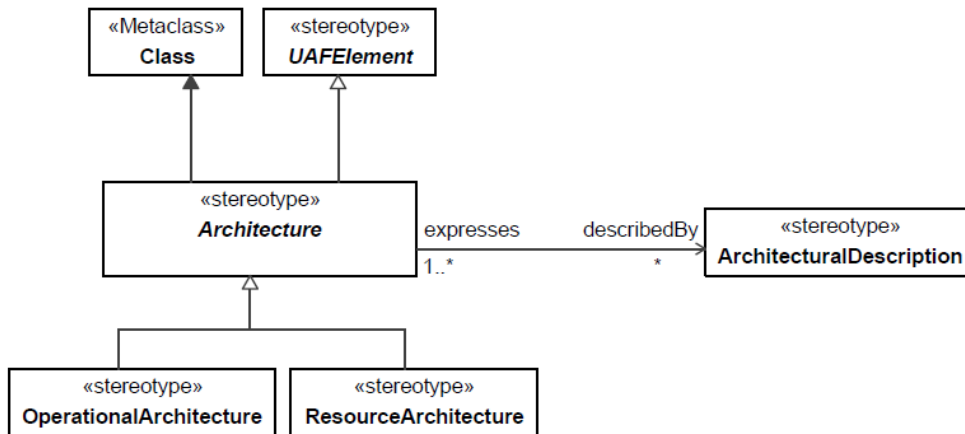 «Metaclass»
Class
«stereotype»
UAFElement
«stereotype»
Architecture
expresses
describedBy
1..*
*
«stereotype»
ArchitecturalDescription
«stereotype»
OperationalArchitecture
«stereotype»
ResourceArchitecture